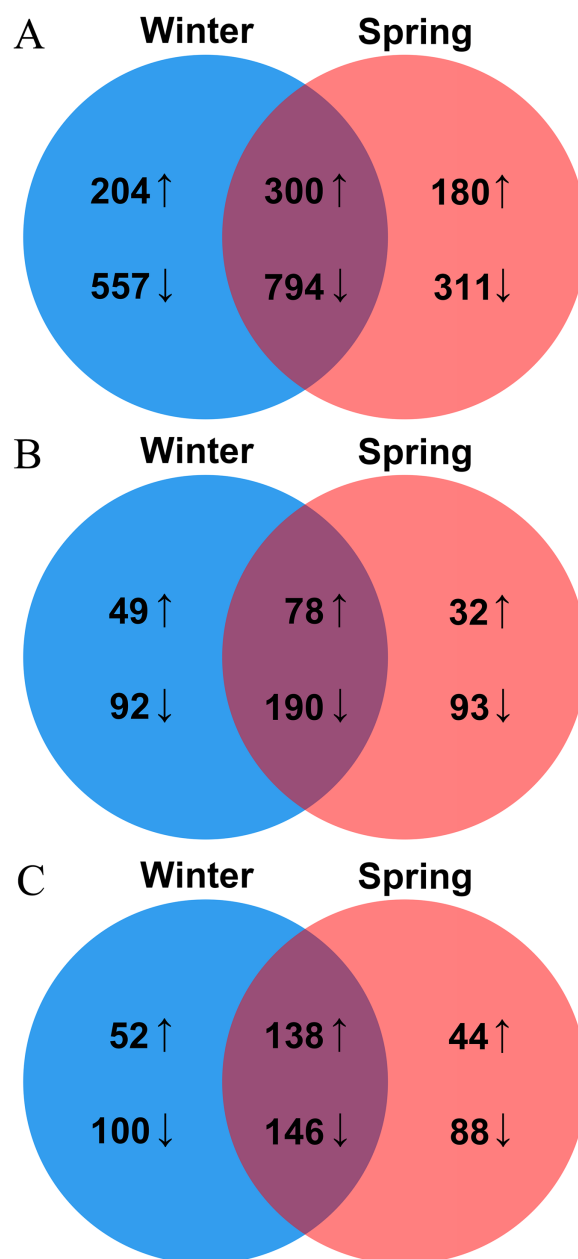 A Winter Spring
204↑ 300↑ 180↑
557↓ 794↓ 311↓
B Winter Spring
49↑ 78↑ 32↑
92↓ 190↓ 93↓
C Winter Spring
52↑ 138↑ 44↑
100↓ 146↓ 88↓